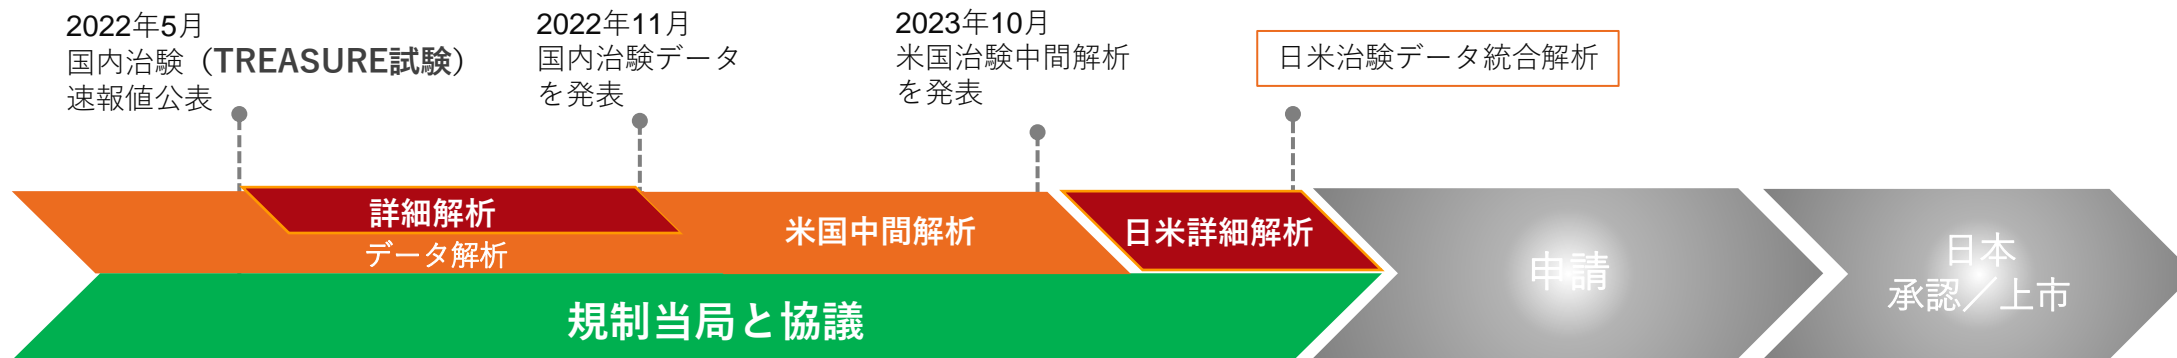 2022年5月
国内治験（TREASURE試験）
速報値公表
2022年11月
国内治験データ
を発表
2023年10月
米国治験中間解析
を発表
日米治験データ統合解析
詳細解析
データ解析
米国中間解析
日米詳細解析
規制当局と協議
申請
日本
承認／上市